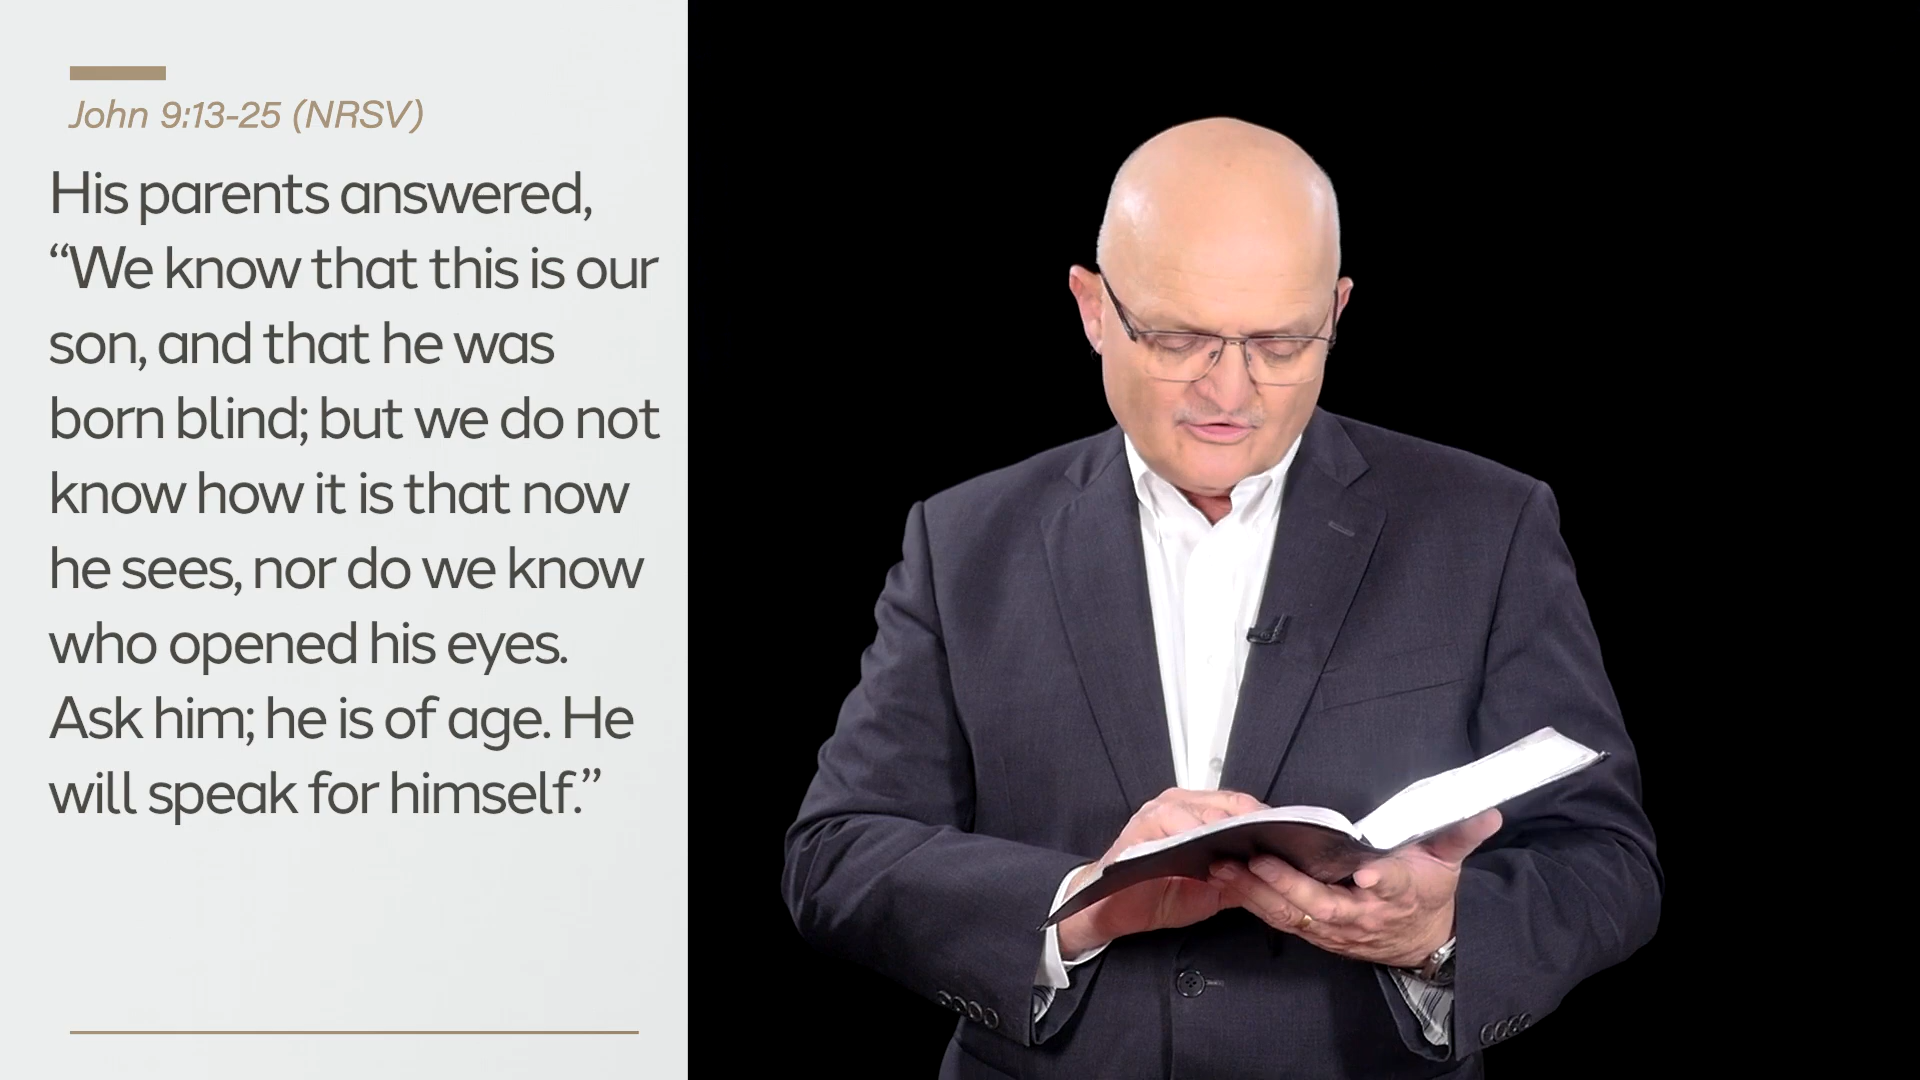 John 9:13-25 (NRSV)
His parents answered,
“We know that this is our
son, and that he was
born blind; but we do not
know how it is that now
he sees, nor do we know
who opened his eyes.
Ask him; he is of age. He
will speak for himself.”